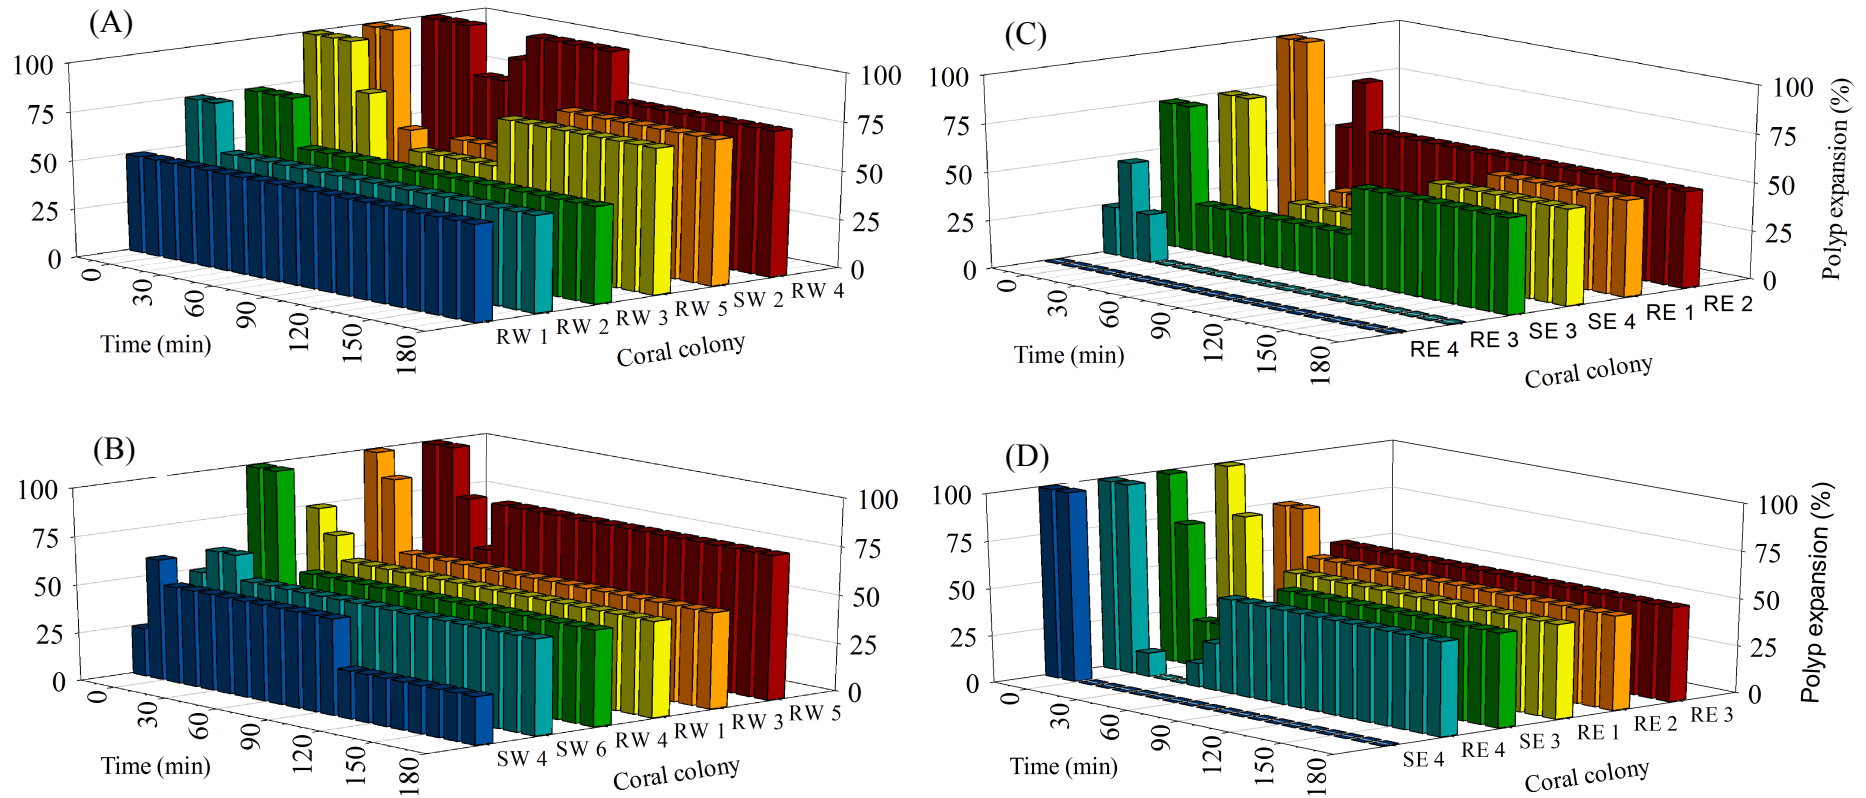 (A)
100
75
50
25
0
100
75
50
25
0
0
30
60
90
120
150
180
Time (min)
RW 1
RW 2
RW 3
RW 5
SW 2
RW 4
Coral colony
(C)
100
75
50
25
0
100
75
50
25
0
Polyp expansion (%)
0
30
60
90
120
150
180
Time (min)
RE 4
RE 3
SE 3
SE 4
RE 1
RE 2
Coral colony
(B)
100
75
50
25
0
100
75
50
25
0
0
30
60
90
120
150
180
Time (min)
SW 4
SW 6
RW 4
RW 1
RW 3
RW 5
Coral colony
(D)
100
75
50
25
0
100
75
50
25
0
Polyp expansion (%)
0
30
60
90
120
150
180
Time (min)
SE 4
RE 4
SE 3
RE 1
RE 2
RE 3
Coral colony